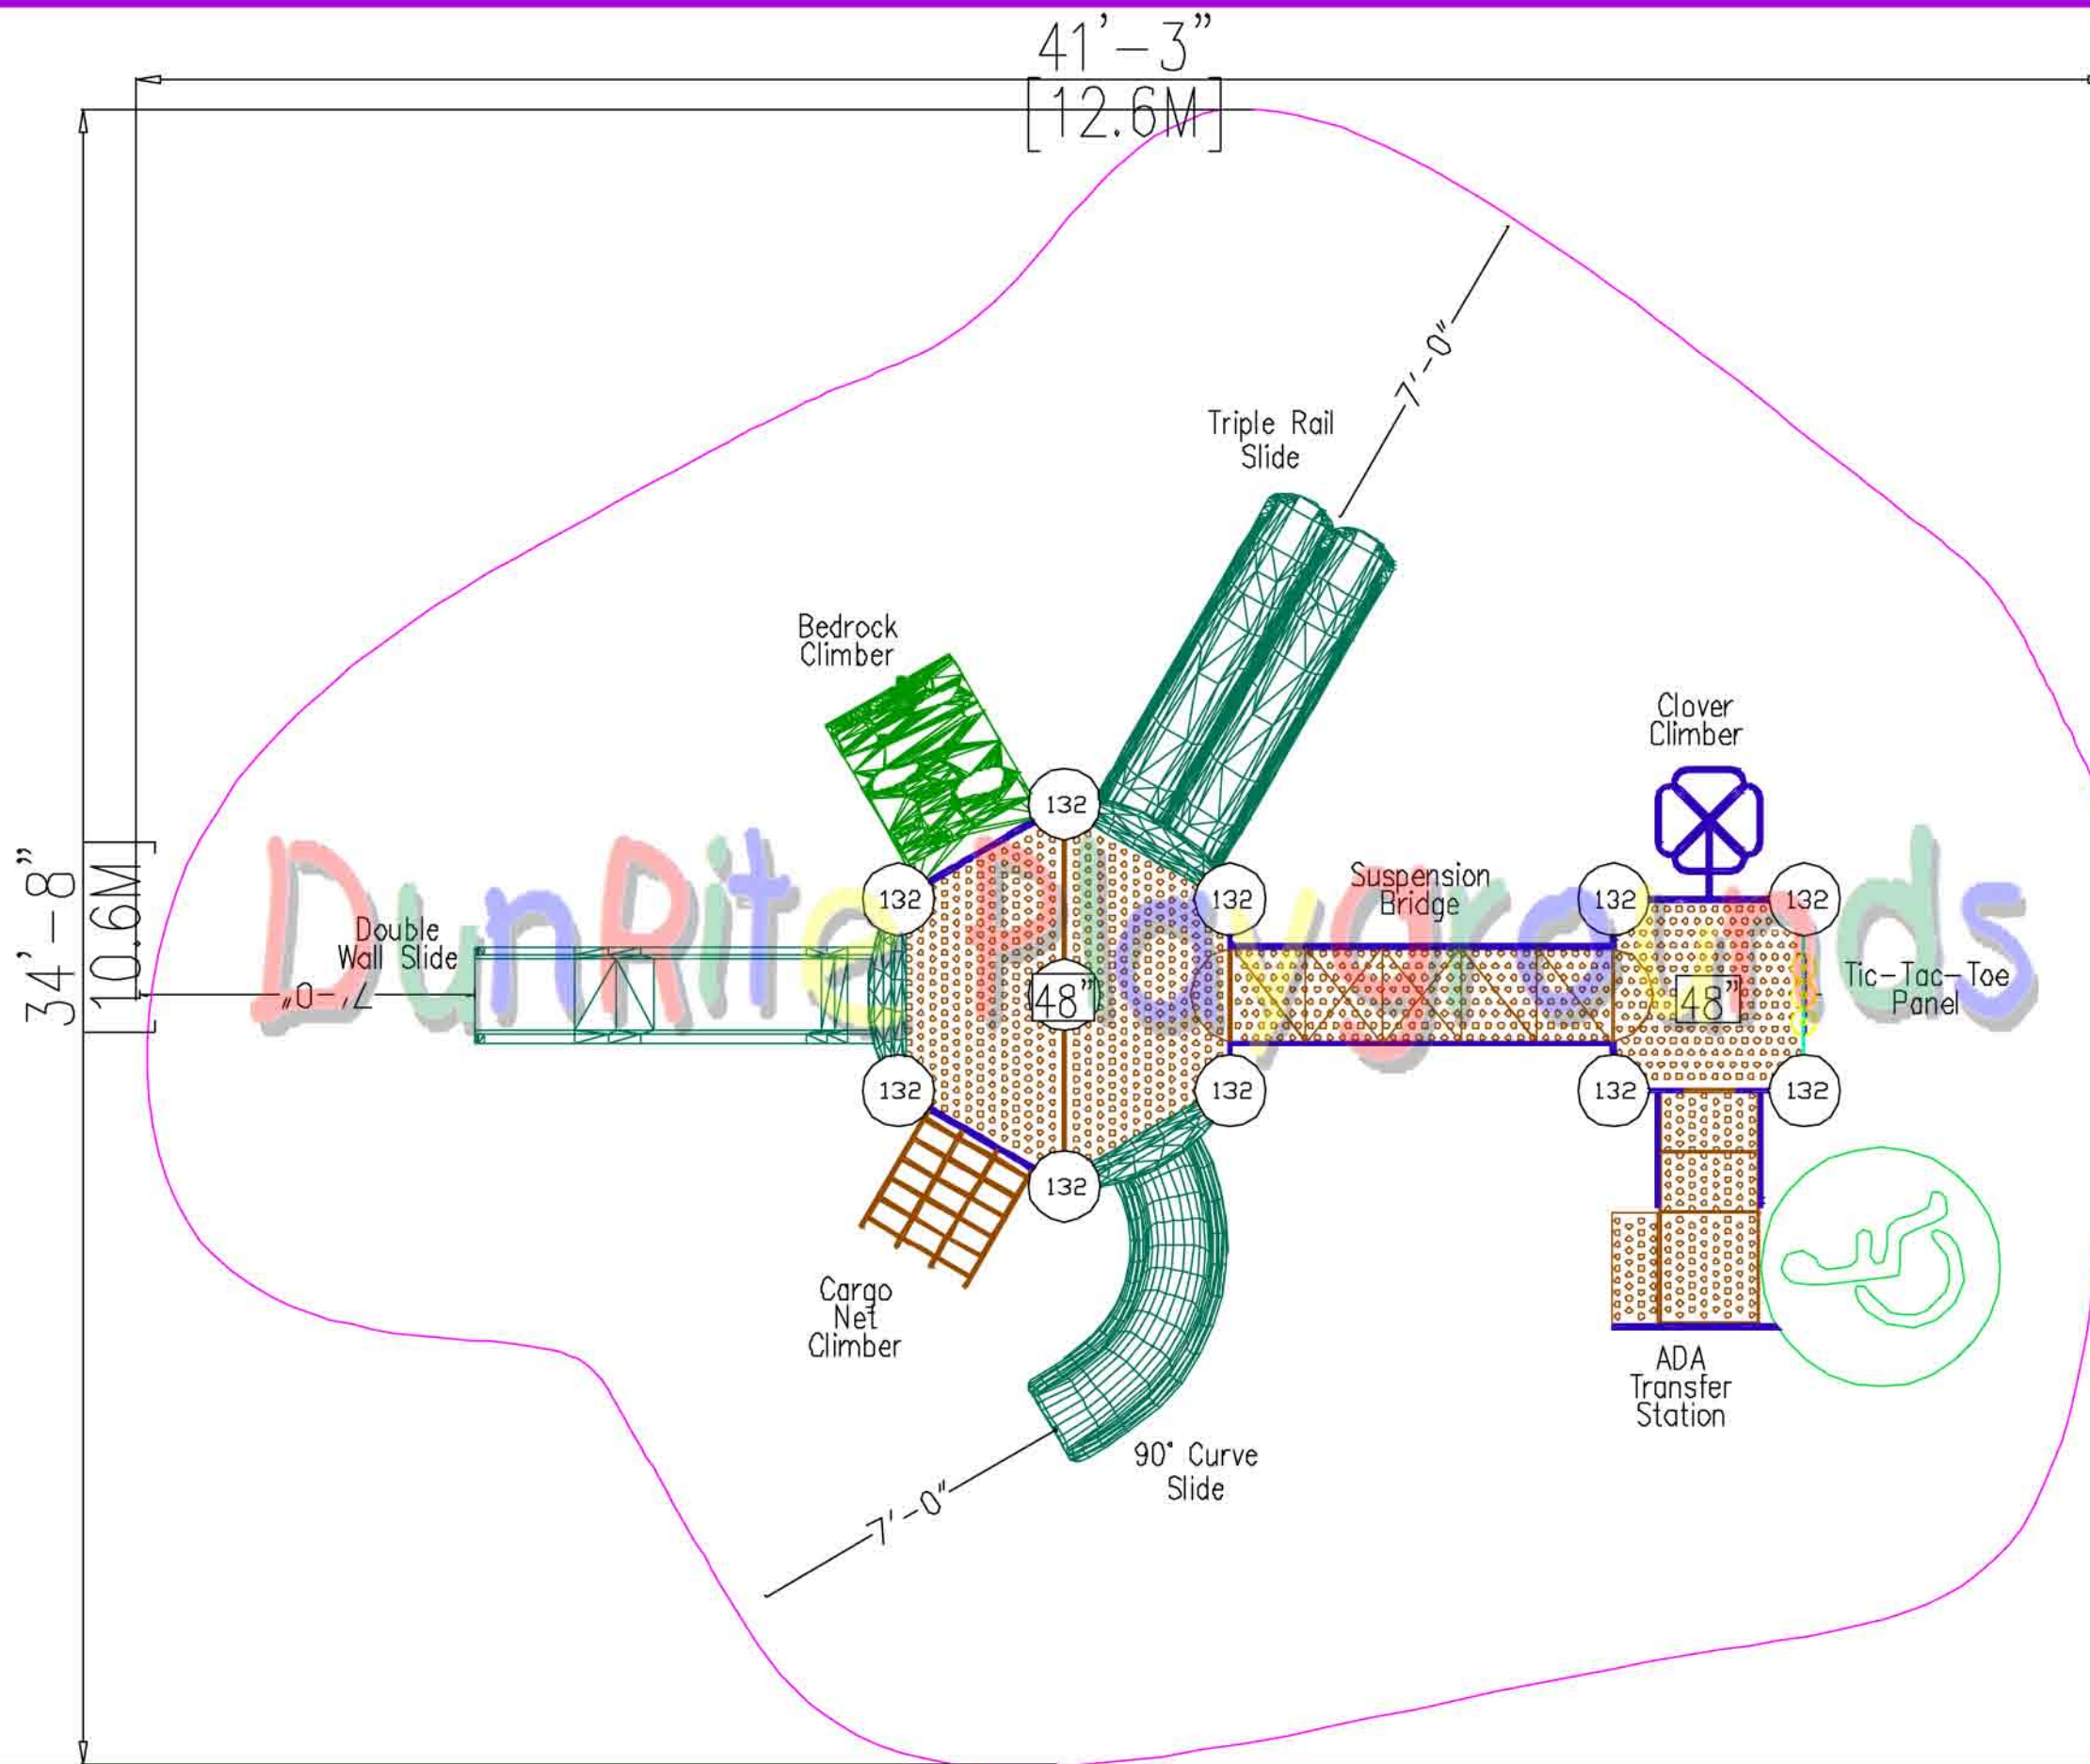 41'-3"
[12.6M]
34'-8"
10.6M
7'-0"
Triple Rail
Slide
Bedrock
Climber
Clover
Climber
132
132
132
Suspension
Bridge
132
132
DunRite Playgrounds
Double
Wall Slide
7'-0"
48"
48"
Tic-Tac-Toe
Panel
132
132
132
132
132
Cargo
Net
Climber
ADA
Transfer
Station
90° Curve
Slide
7'-0"